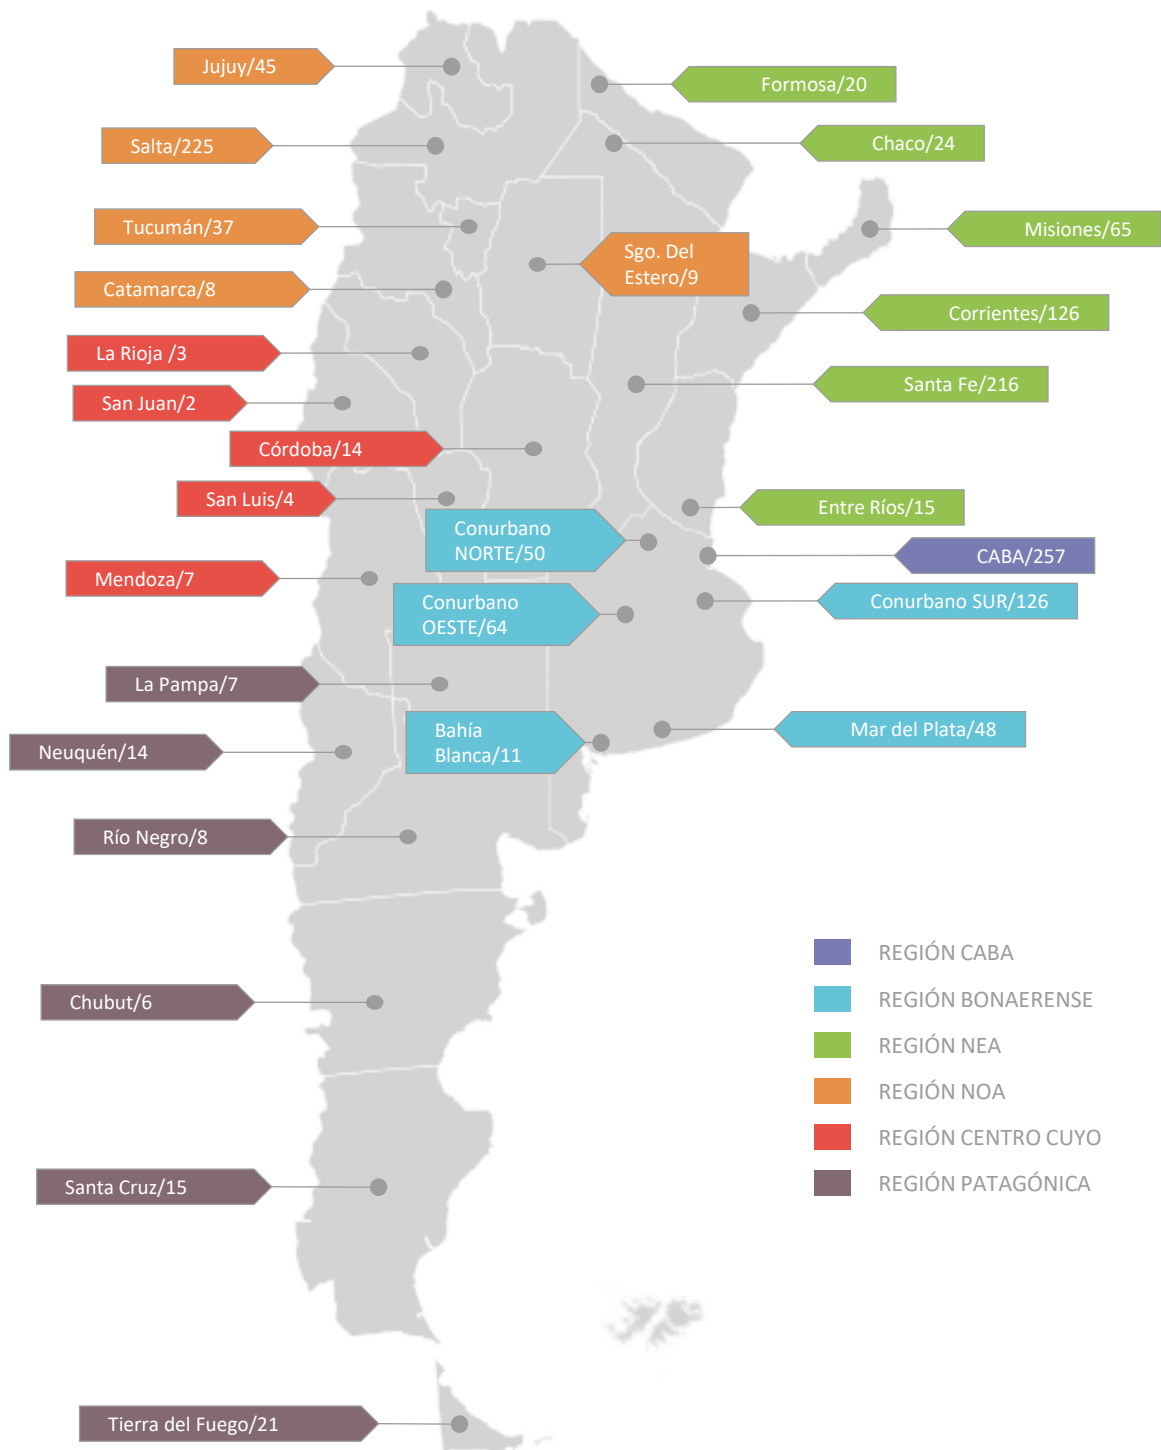 Jujuy/45
Formosa/20
Salta/225
Chaco/24
Tucumán/37
Misiones/65
Sgo. Del
Estero/9
Catamarca/8
Corrientes/126
La Rioja /3
Santa Fe/216
San Juan/2
Córdoba/14
San Luis/4
Entre Ríos/15
Conurbano
NORTE/50
CABA/257
Mendoza/7
Conurbano
OESTE/64
Conurbano SUR/126
La Pampa/7
Bahía
Blanca/11
Mar del Plata/48
Neuquén/14
Río Negro/8
REGIÓN CABA
REGIÓN BONAERENSE
Chubut/6
REGIÓN NEA
REGIÓN NOA
REGIÓN CENTRO CUYO
REGIÓN PATAGÓNICA
Santa Cruz/15
Tierra del Fuego/21